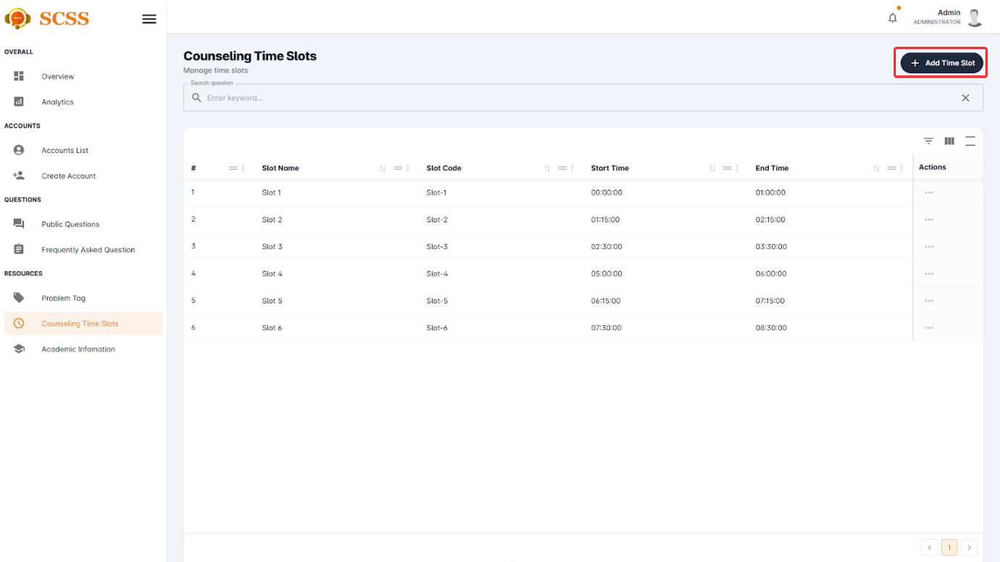 SCSS
Admin
ADMINISTRATOR
OVERALL
Overview
Analytics
ACCOUNTS
Accounts List
Create Account
QUESTIONS
Public Questions
Frequently Asked Question
RESOURCES
Problem Tag
Counseling Time Slots
Academic Infomation
Counseling Time Slots
Manage time slots
+ Add Time Slot
Search question
Enter keyword...
# Slot Name Slot Code Start Time End Time Actions
1 Slot 1 Slot-1 00:00:00 01:00:00
2 Slot 2 Slot-2 01:15:00 02:15:00
3 Slot 3 Slot-3 02:30:00 03:30:00
4 Slot 4 Slot-4 05:00:00 06:00:00
5 Slot 5 Slot-5 06:15:00 07:15:00
6 Slot 6 Slot-6 07:30:00 08:30:00
1